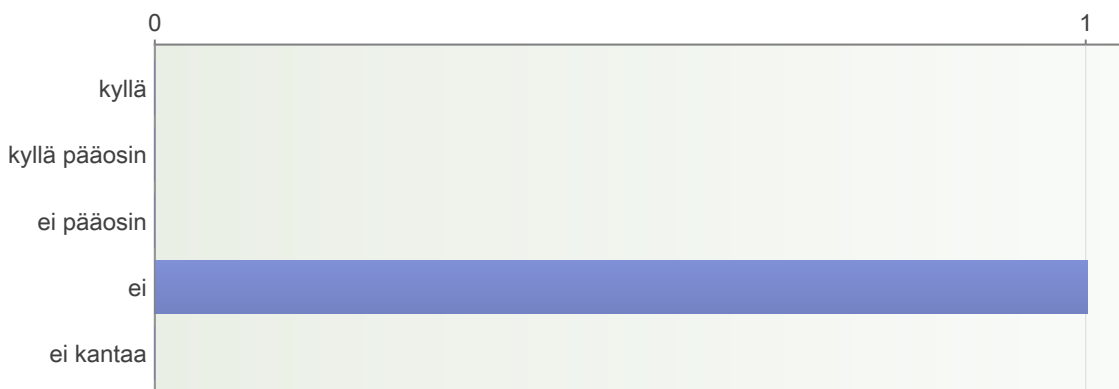 0 1
kyllä
kyllä pääosin
ei pääosin
ei
ei kantaa